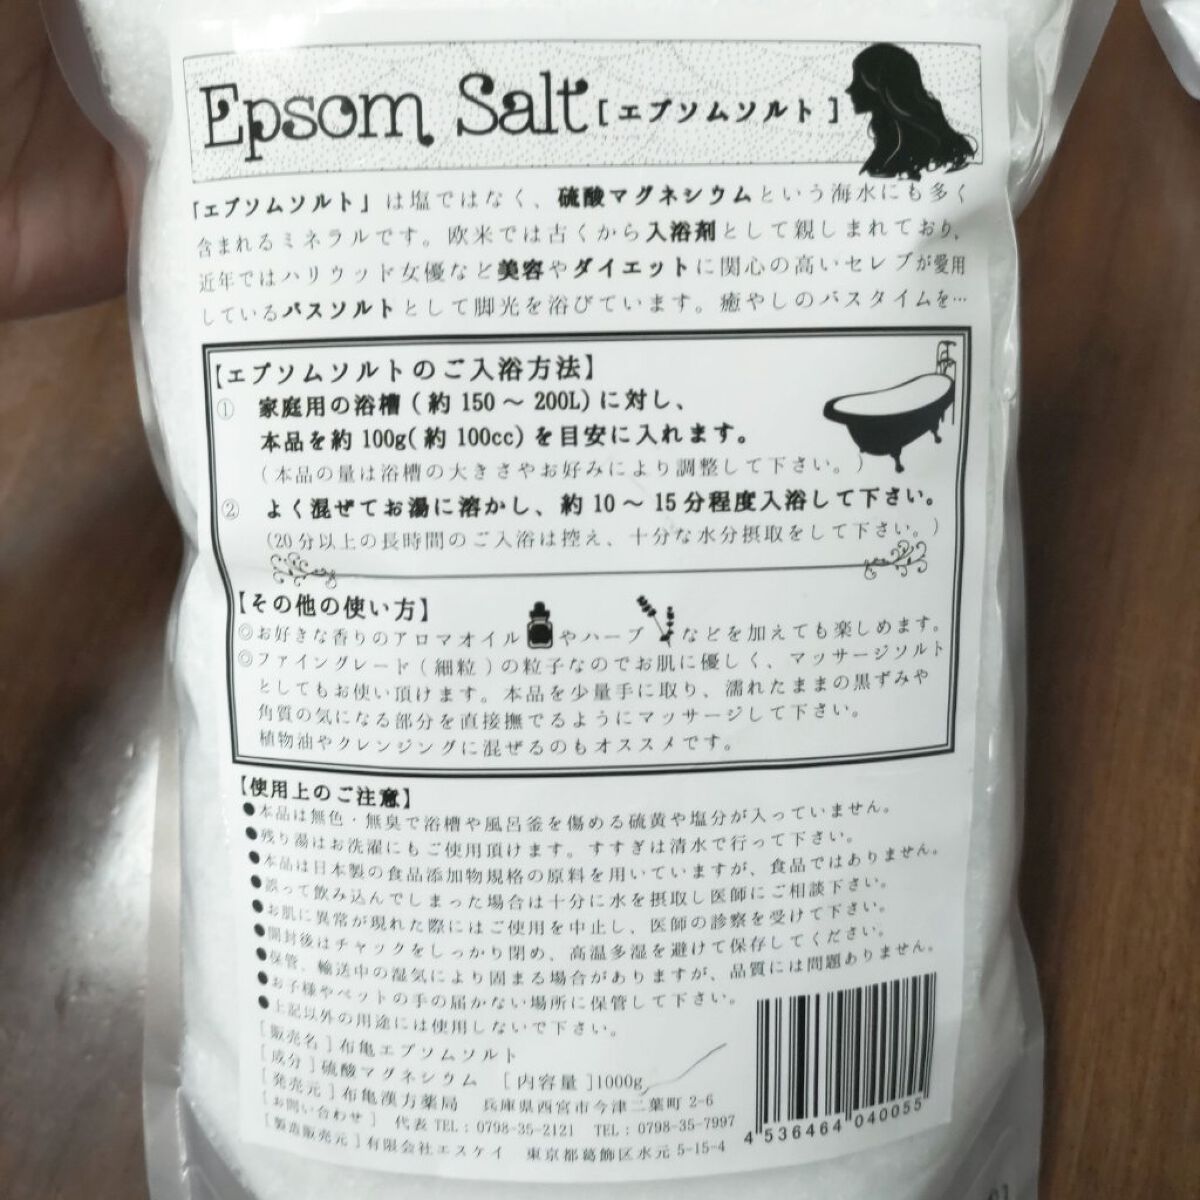 Epsom Salt [エプソムソルト]
「エプソムソルト」は塩ではなく、硫酸マグネシウムという海水にも多く
含まれるミネラルです。欧米では古くから入浴剤として親しまれており、
近年ではハリウッド女優など美容やダイエットに関心の高いセレブが愛用
しているバスソルトとして脚光を浴びています。癒やしのバスタイムを…
【エプソムソルトのご入浴方法】
① 家庭用の浴槽(約150～200L)に対し、
本品を約100g(約100cc)を目安に入れます。
(本品の量は浴槽の大きさやお好みにより調整して下さい。)
② よく混ぜてお湯に溶かし、約10～15分程度入浴して下さい。
(20分以上の長時間のご入浴は控え、十分な水分摂取をして下さい。)
【その他の使い方】
◎お好きな香りのアロマオイルやハーブなどを加えても楽しめます。
◎ファイングレード(細粒)の粒子なのでお肌に優しく、マッサージソルト
としてもお使い頂けます。本品を少量手に取り、濡れたままの黒ずみや
角質の気になる部分を直接撫でるようにマッサージして下さい。
植物油やクレンジングに混ぜるのもオススメです。
【使用上のご注意】
●本品は無色・無臭で浴槽や風呂釜を傷める硫黄や塩分が入っていません。
●残り湯はお洗濯にもご使用頂けます。すすぎは清水で行って下さい。
●本品は日本製の食品添加物規格の原料を用いていますが、食品ではありません。
●誤って飲み込んでしまった場合は十分に水を摂取し医師にご相談下さい。
●お肌に異常が現れた際にはご使用を中止し、医師の診察を受けて下さい。
●開封後はチャックをしっかり閉め、高温多湿を避けて保存してください。
●保管、輸送中の湿気により固まる場合がありますが、品質には問題ありません。
●お子様やペットの手の届かない場所に保管して下さい。
●上記以外の用途には使用しないで下さい。
[販売名]布亀エプソムソルト
[成分]硫酸マグネシウム [内容量]1000g
[発売元]布亀漢方薬局 兵庫県西宮市今津二葉町2-6
[お問い合わせ] 代表TEL:0798-35-2121 TEL:0798-35-7997
[製造販売元]有限会社エスケイ 東京都葛飾区水元5-15-4
4 536464 040055